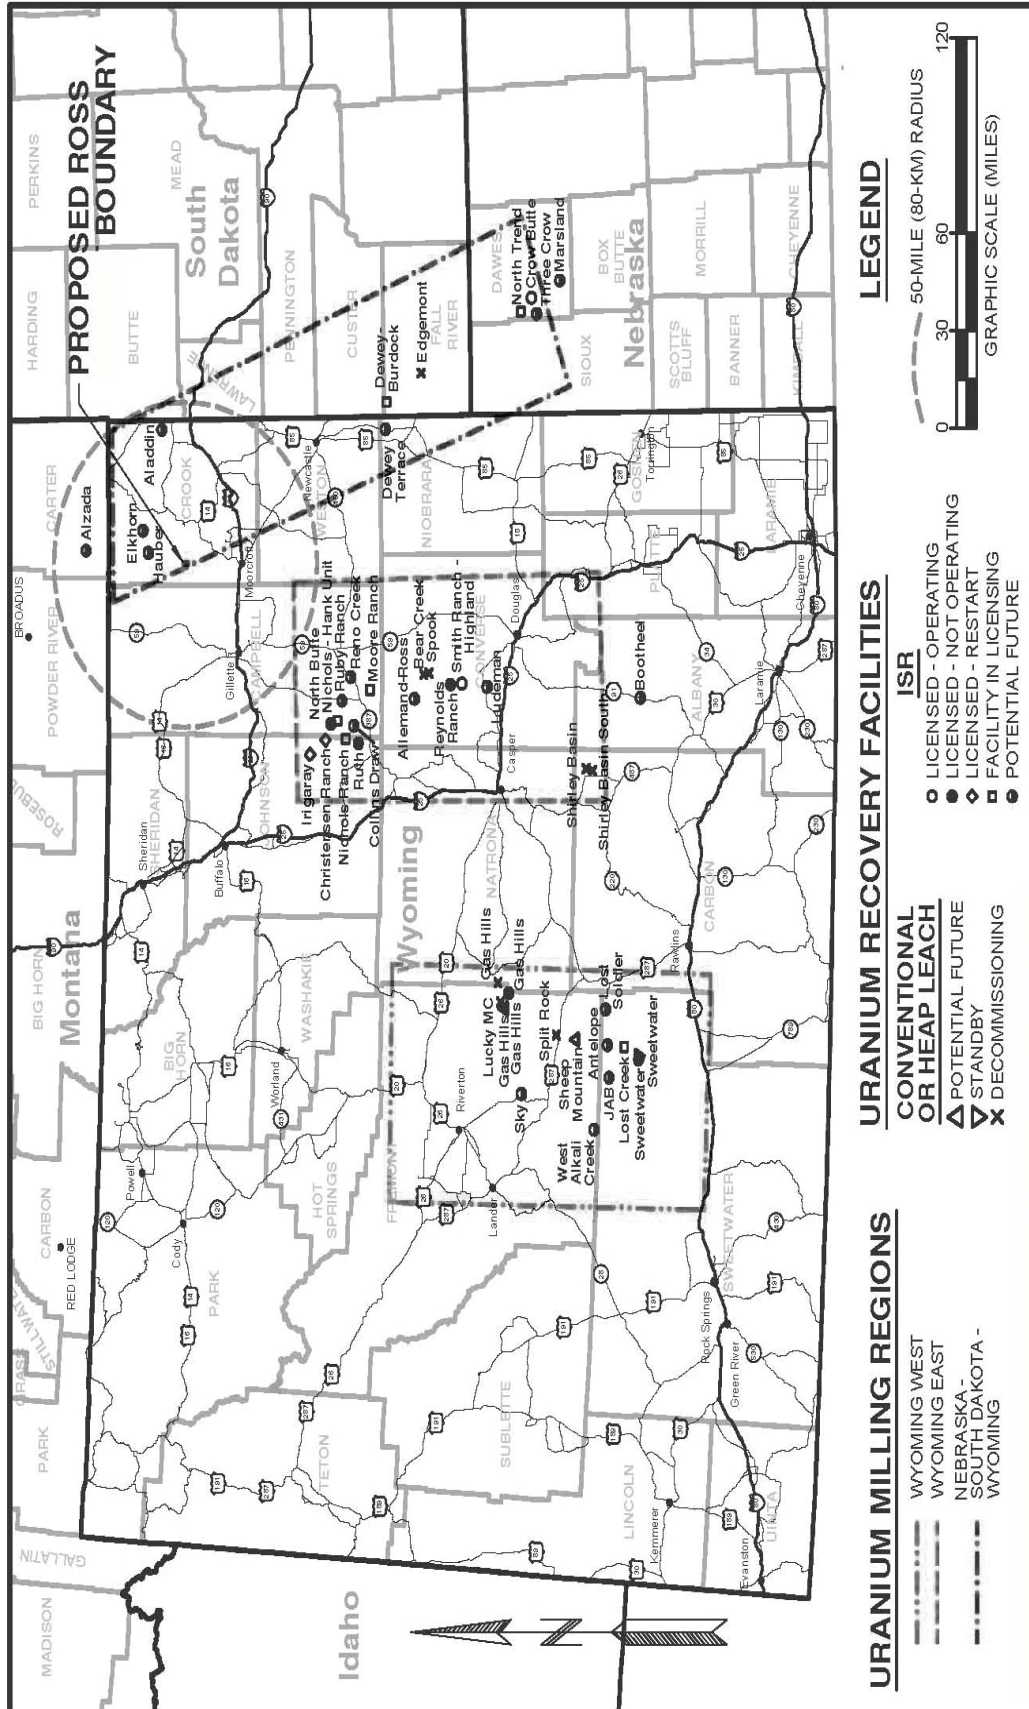 PROPOSED ROSS
BOUNDARY
MADISON
GALLATIN
PARK
STILLWATER
CARBON
RED LODGE
Montana
BIG HORN
ROSEBUD
POWDER RIVER
BROADUS
CARTER
Alzada
HARDING
PERKINS
BUTTE
MEAD
South
Dakota
LAWRENCE
PENNINGTON
CUSTER
FALL
RIVER
Edgemont
Dewey-
Burdock
Idaho
Wyoming
Nebraska
DAWES
North Trend
Crow Butte
Three Crow
Marsland
SIOUX
BOX
BUTTE
SCOTTS
BLUFF
MORRILL
BANNER
CHEYENNE
KIMBALL
Powell
Cody
PARK
BIG
HORN
Sheridan
SHERIDAN
Buffalo
JOHNSON
Gillette
CAMPBELL
Moorcroft
CROOK
Aladdin
Elkhorn
Hauber
Newcastle
WESTON
Worland
WASHAKIE
HOT
SPRINGS
TETON
FREMONT
Riverton
Lander
SUBLETTE
LINCOLN
Kemmerer
Evanston
UINTA
Green River
Rock Springs
SWEETWATER
Rawlins
CARBON
NATRONA
Casper
CONVERSE
Douglas
NIOBRARA
Dewey
Terrace
GOSHEN
Torrington
PLATTE
LARAMIE
Cheyenne
ALBANY
Laramie
Irigaray
Christensen Ranch
North Butte
Nichols-Hank Unit
Nichols Ranch
Ruby Ranch
Ruth
Reno Creek
Collins Draw
Moore Ranch
Allemand-Ross
Bear Creek
Spook
Reynolds
Ranch
Smith Ranch -
Highland
Ludeman
Shirley Basin
Shirley Basin South
Bootheel
Lucky MC
Gas Hills
Gas Hills
Gas Hills
Gas Hills
Sky
Split Rock
Sheep
Mountain
West
Alkali
Creek
Antelope
JAB
Lost
Soldier
Lost Creek
Sweetwater
Sweetwater
N
URANIUM MILLING REGIONS
WYOMING WEST
WYOMING EAST
NEBRASKA -
SOUTH DAKOTA -
WYOMING
URANIUM RECOVERY FACILITIES
CONVENTIONAL
OR HEAP LEACH
POTENTIAL FUTURE
STANDBY
DECOMMISSIONING
ISR
LICENSED - OPERATING
LICENSED - NOT OPERATING
LICENSED - RESTART
FACILITY IN LICENSING
POTENTIAL FUTURE
LEGEND
50-MILE (80-KM) RADIUS
0 30 60 120
GRAPHIC SCALE (MILES)